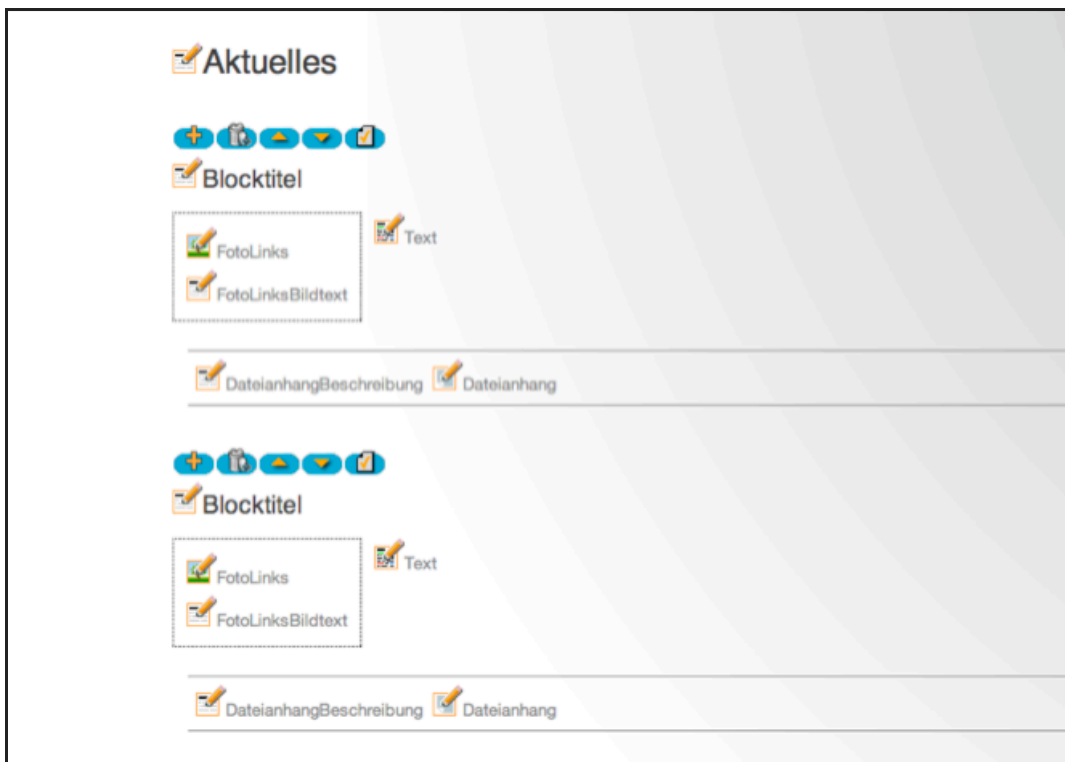 Aktuelles
Blocktitel
FotoLinks
Text
FotoLinksBildtext
DateianhangBeschreibung Dateianhang
Blocktitel
FotoLinks
Text
FotoLinksBildtext
DateianhangBeschreibung Dateianhang